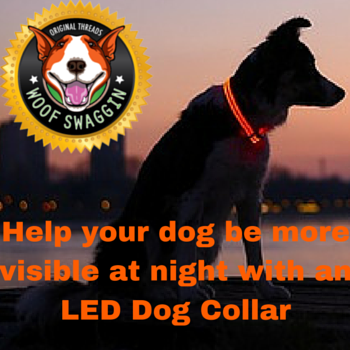 ORIGINAL THREADS
WOOF SWAGGIN
Help your dog be more
visible at night with an
LED Dog Collar